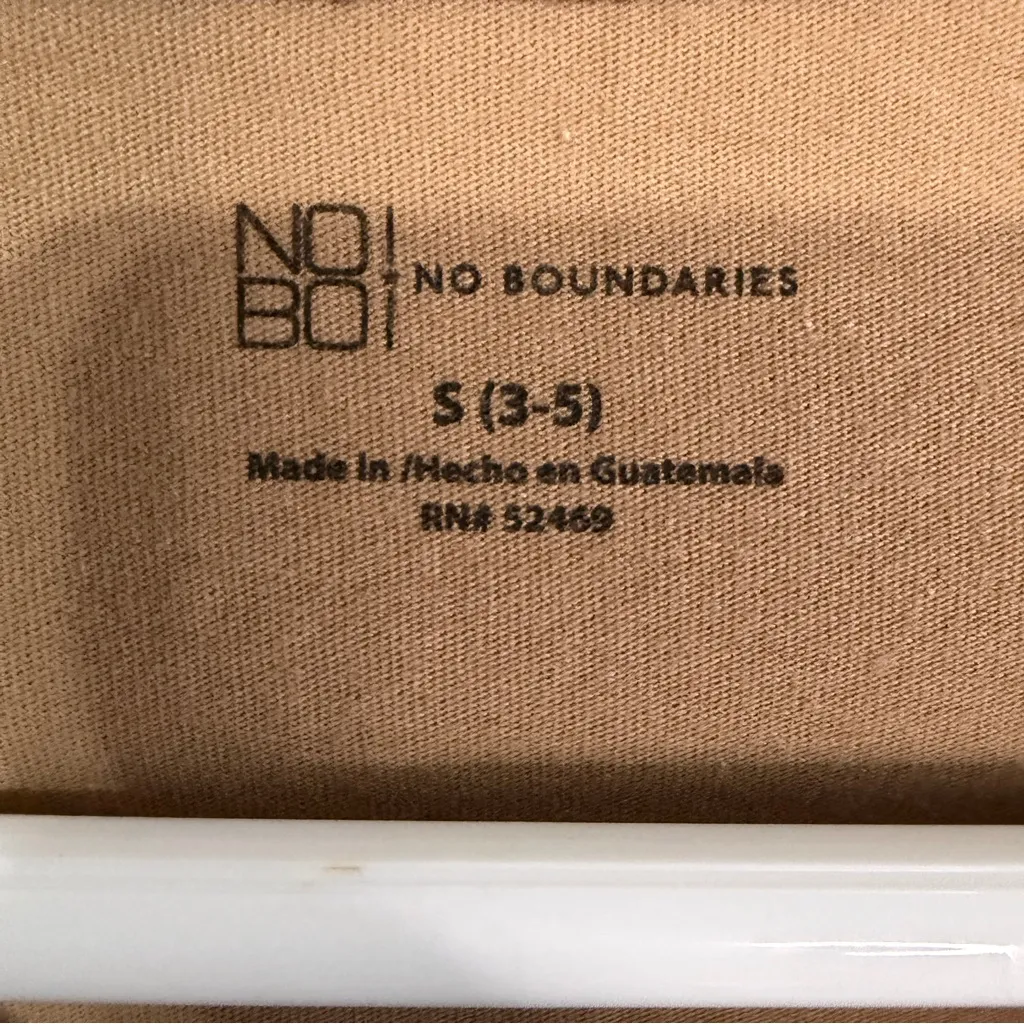 NO
BO
NO BOUNDARIES
S (3-5)
Made in /Hecho en Guatemala
RN# 52469